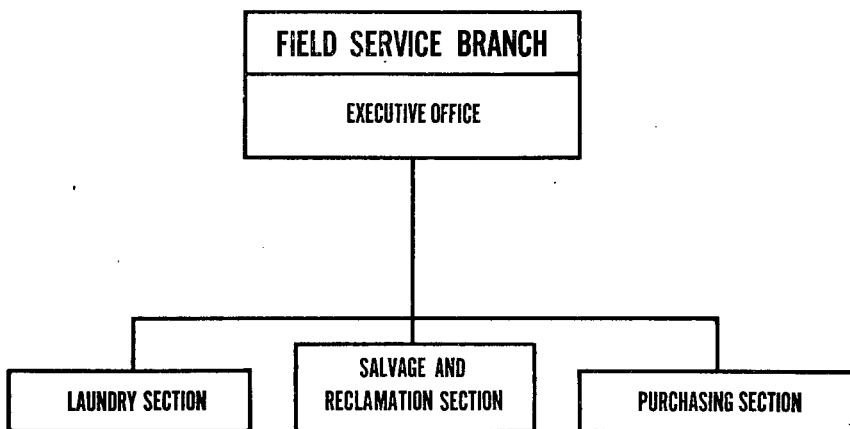 FIELD SERVICE BRANCH
EXECUTIVE OFFICE
LAUNDRY SECTION
SALVAGE AND
RECLAMATION SECTION
PURCHASING SECTION